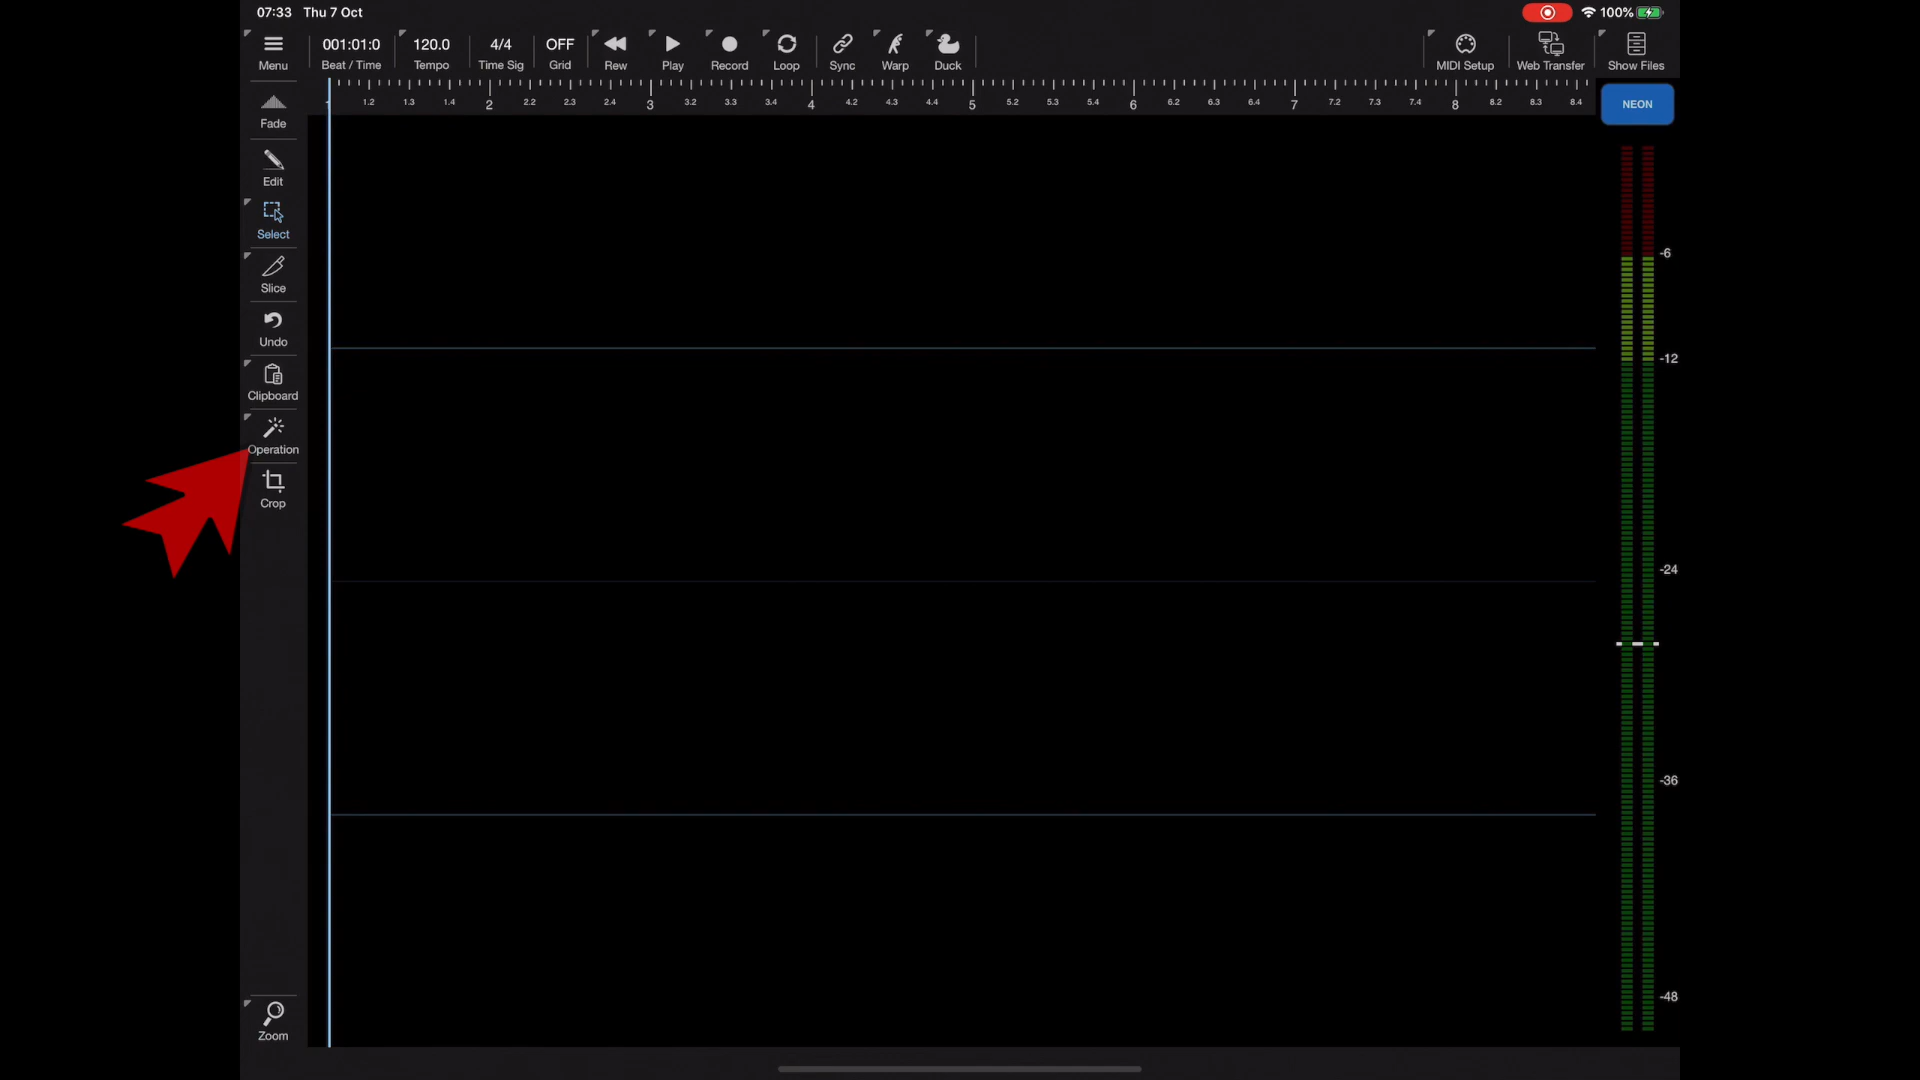 07:33 Thu 7 Oct
100%
001:01:0 120.0 4/4 OFF
Menu Beat / Time Tempo Time Sig Grid Rew Play Record Loop Sync Warp Duck MIDI Setup Web Transfer Show Files
1 1.2 1.3 1.4 2 2.2 2.3 2.4 3 3.2 3.3 3.4 4 4.2 4.3 4.4 5 5.2 5.3 5.4 6 6.2 6.3 6.4 7 7.2 7.3 7.4 8 8.2 8.3 8.4
NEON
Fade
Edit
Select
Slice
Undo
Clipboard
Operation
Crop
Zoom
-6
-12
-24
-36
-48